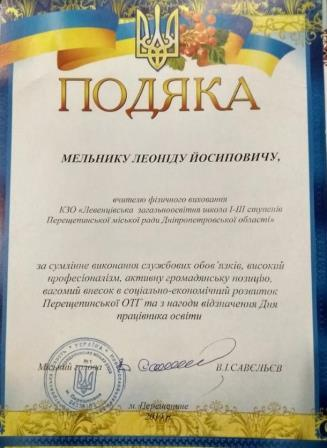 ПОДЯКА
МЕЛЬНИКУ ЛЕОНІДУ ЙОСИПОВИЧУ,
вчителю фізичного виховання
КЗО «Левенцівська загальноосвітня школа І-ІІІ ступенів
Перещепинської міської ради Дніпропетровської області»
за сумлінне виконання службових обов'язків, високий
професіоналізм, активну громадянську позицію,
вагомий внесок в соціально-економічний розвиток
Перещепинської ОТГ та з нагоди відзначення Дня
працівника освіти
Міський голова В.І.САВЄЛЬЄВ
УКРАЇНА
м. Перещепине